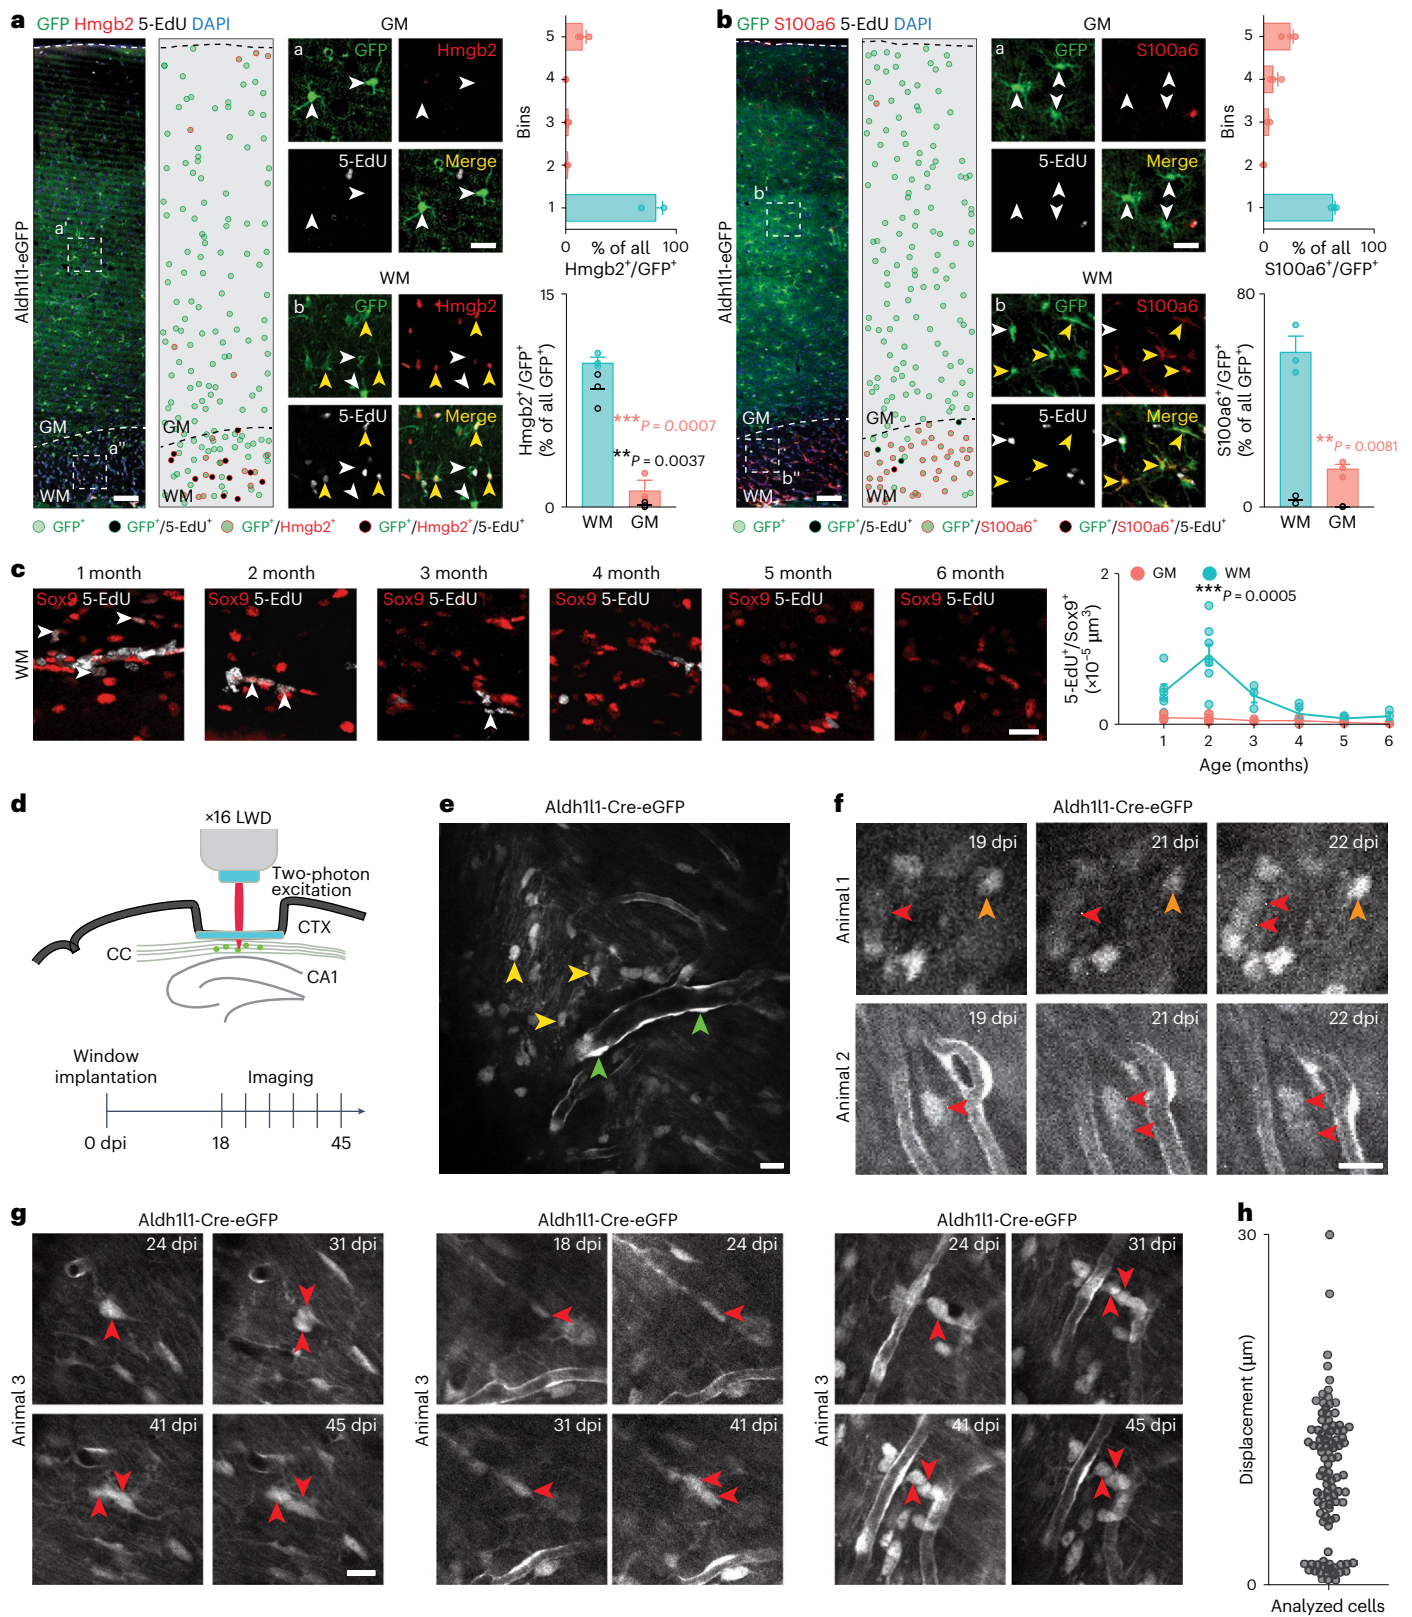 a
GFP Hmgb2 5-EdU DAPI
Aldh1l1-eGFP
a'
GM
a''
WM
GM
WM
GM
a
GFP
Hmgb2
5-EdU
Merge
WM
b
GFP
Hmgb2
5-EdU
Merge
GFP⁺
GFP⁺/5-EdU⁺
GFP⁺/Hmgb2⁺
GFP⁺/Hmgb2⁺/5-EdU⁺
Bins
5
4
3
2
1
0
100
% of all
Hmgb2⁺/GFP⁺
Hmgb2⁺/GFP⁺
(% of all GFP⁺)
15
0
***P = 0.0007
**P = 0.0037
WM
GM
b
GFP S100a6 5-EdU DAPI
Aldh1l1-eGFP
b'
GM
b''
WM
GM
WM
GM
a
GFP
S100a6
5-EdU
Merge
WM
b
GFP
S100a6
5-EdU
Merge
GFP⁺
GFP⁺/5-EdU⁺
GFP⁺/S100a6⁺
GFP⁺/S100a6⁺/5-EdU⁺
Bins
5
4
3
2
1
0
100
% of all
S100a6⁺/GFP⁺
S100a6⁺/GFP⁺
(% of all GFP⁺)
80
0
**P = 0.0081
WM
GM
c
1 month
2 month
3 month
4 month
5 month
6 month
WM
Sox9 5-EdU
Sox9 5-EdU
Sox9 5-EdU
Sox9 5-EdU
Sox9 5-EdU
Sox9 5-EdU
5-EdU⁺/Sox9⁺
(×10⁻⁵ μm³)
2
0
GM
WM
***P = 0.0005
1
2
3
4
5
6
Age (months)
d
×16 LWD
Two-photon
excitation
CTX
CC
CA1
Window
implantation
Imaging
0 dpi
18
45
e
Aldh1l1-Cre-eGFP
f
Aldh1l1-Cre-eGFP
Animal 1
19 dpi
21 dpi
22 dpi
Animal 2
19 dpi
21 dpi
22 dpi
g
Aldh1l1-Cre-eGFP
Animal 3
24 dpi
31 dpi
41 dpi
45 dpi
Aldh1l1-Cre-eGFP
Animal 3
18 dpi
24 dpi
31 dpi
41 dpi
Aldh1l1-Cre-eGFP
Animal 3
24 dpi
31 dpi
41 dpi
45 dpi
h
Displacement (μm)
30
0
Analyzed cells